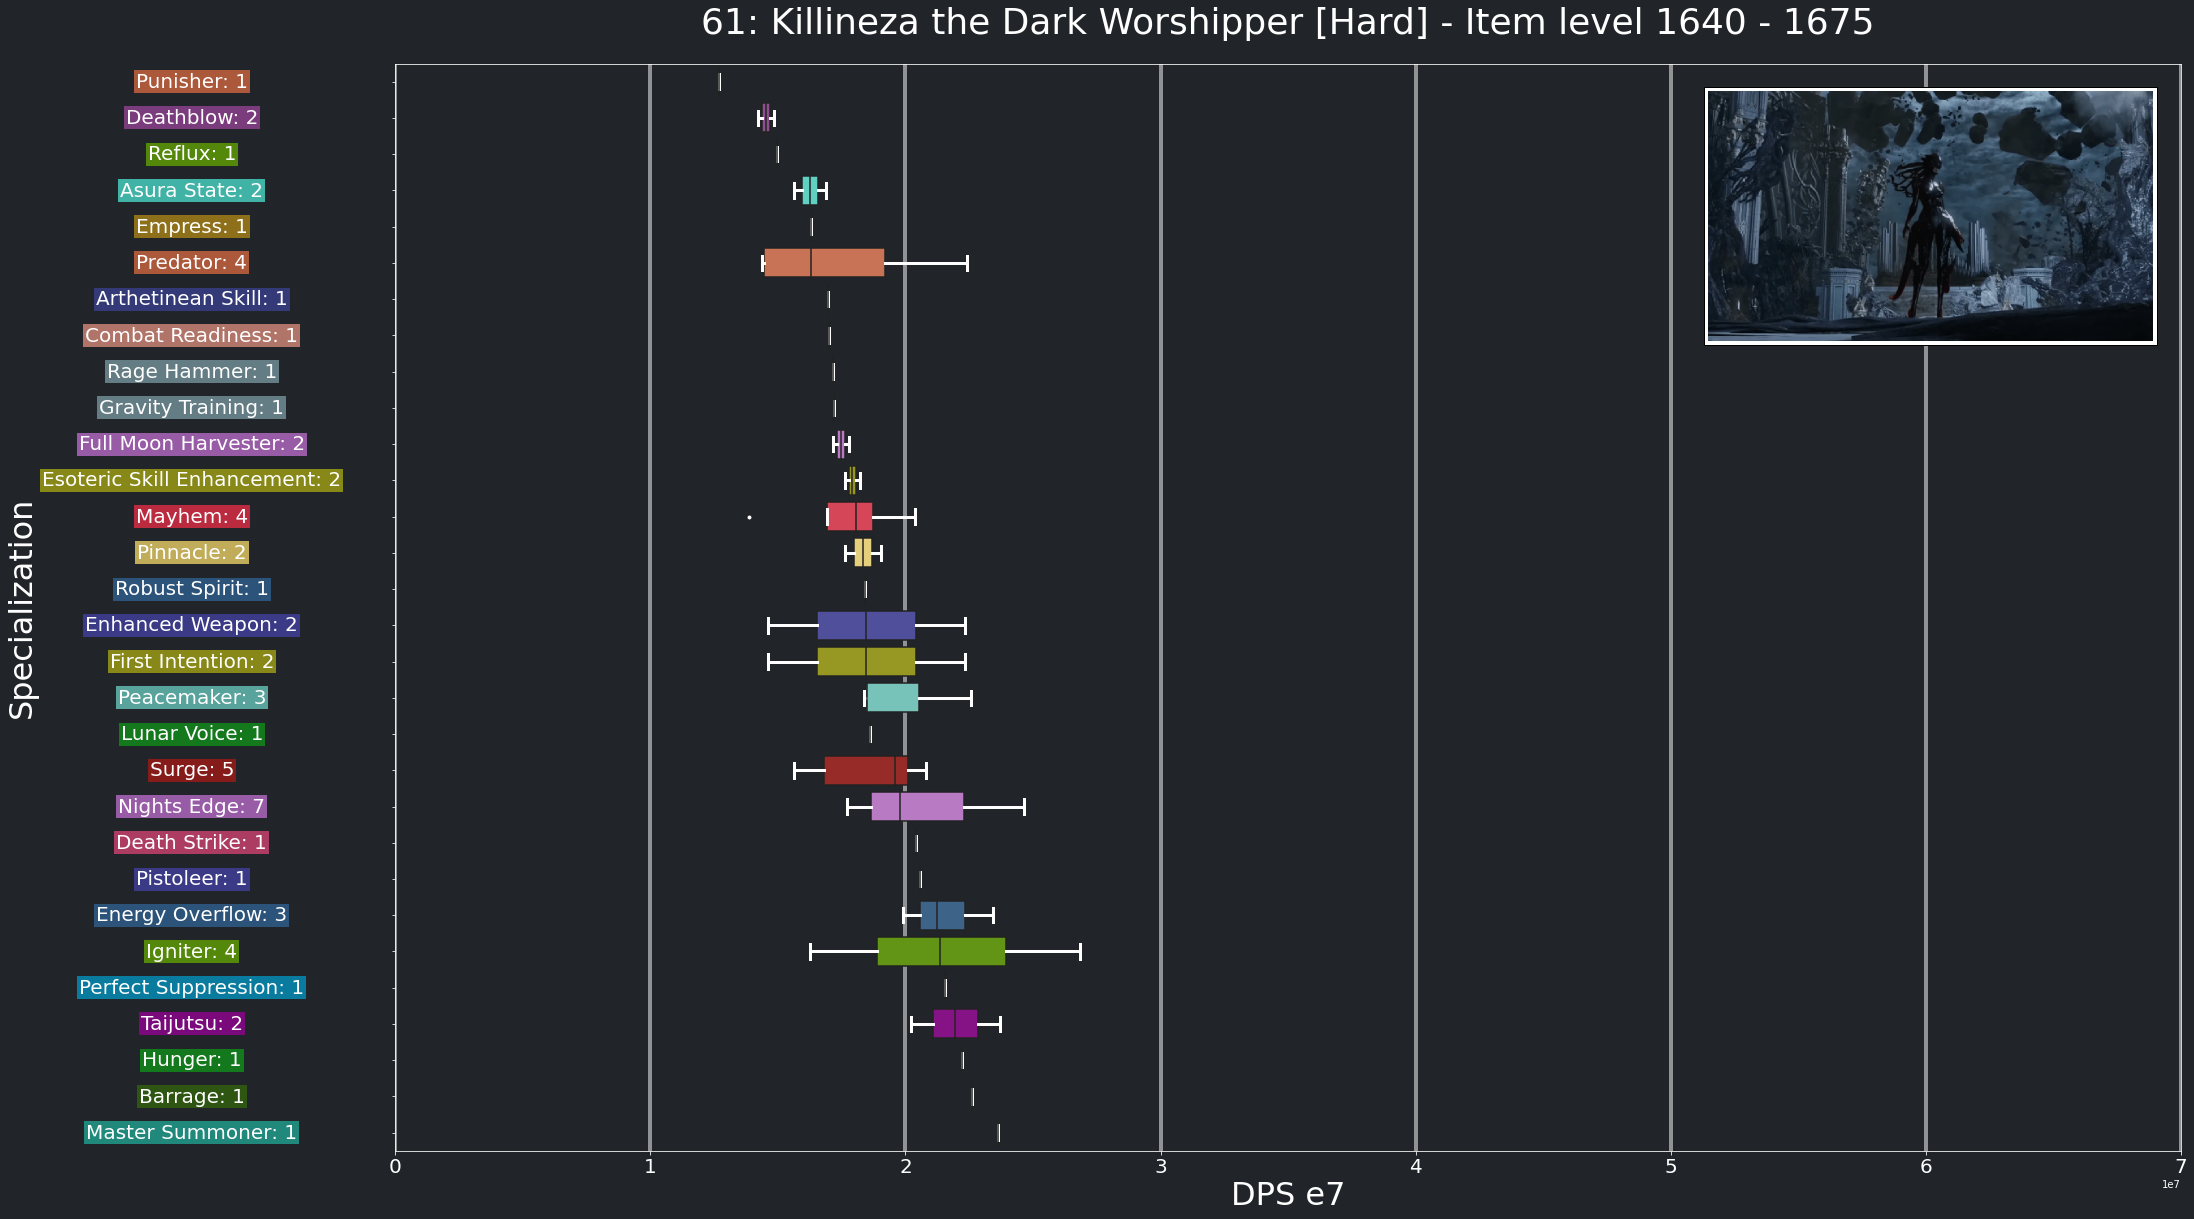 61: Killineza the Dark Worshipper [Hard] - Item level 1640 - 1675
Specialization
Punisher: 1
Deathblow: 2
Reflux: 1
Asura State: 2
Empress: 1
Predator: 4
Arthetinean Skill: 1
Combat Readiness: 1
Rage Hammer: 1
Gravity Training: 1
Full Moon Harvester: 2
Esoteric Skill Enhancement: 2
Mayhem: 4
Pinnacle: 2
Robust Spirit: 1
Enhanced Weapon: 2
First Intention: 2
Peacemaker: 3
Lunar Voice: 1
Surge: 5
Nights Edge: 7
Death Strike: 1
Pistoleer: 1
Energy Overflow: 3
Igniter: 4
Perfect Suppression: 1
Taijutsu: 2
Hunger: 1
Barrage: 1
Master Summoner: 1
0 1 2 3 4 5 6 7
1e7
DPS e7